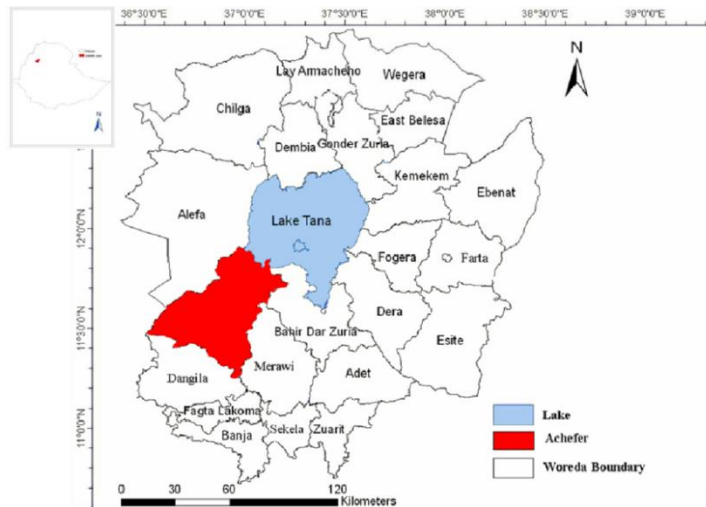 36°30'0"E 37°0'0"E 37°30'0"E 38°0'0"E 38°30'0"E 39°0'0"E
N
N
Lay Armacheho
Wegera
Chilga
East Belesa
Dembia
Gonder Zuria
Kemekem
Ebenat
Alefa
Lake Tana
12°0'0"N
Fogera
Farta
Dera
11°30'0"N
Bahir Dar Zuria
Esite
Merawi
Dangila
Adet
Fagta Lakoma
11°0'0"N
Banja
Sekela
Zuarit
Lake
Achefer
Woreda Boundary
0 30 60 120
Kilometers